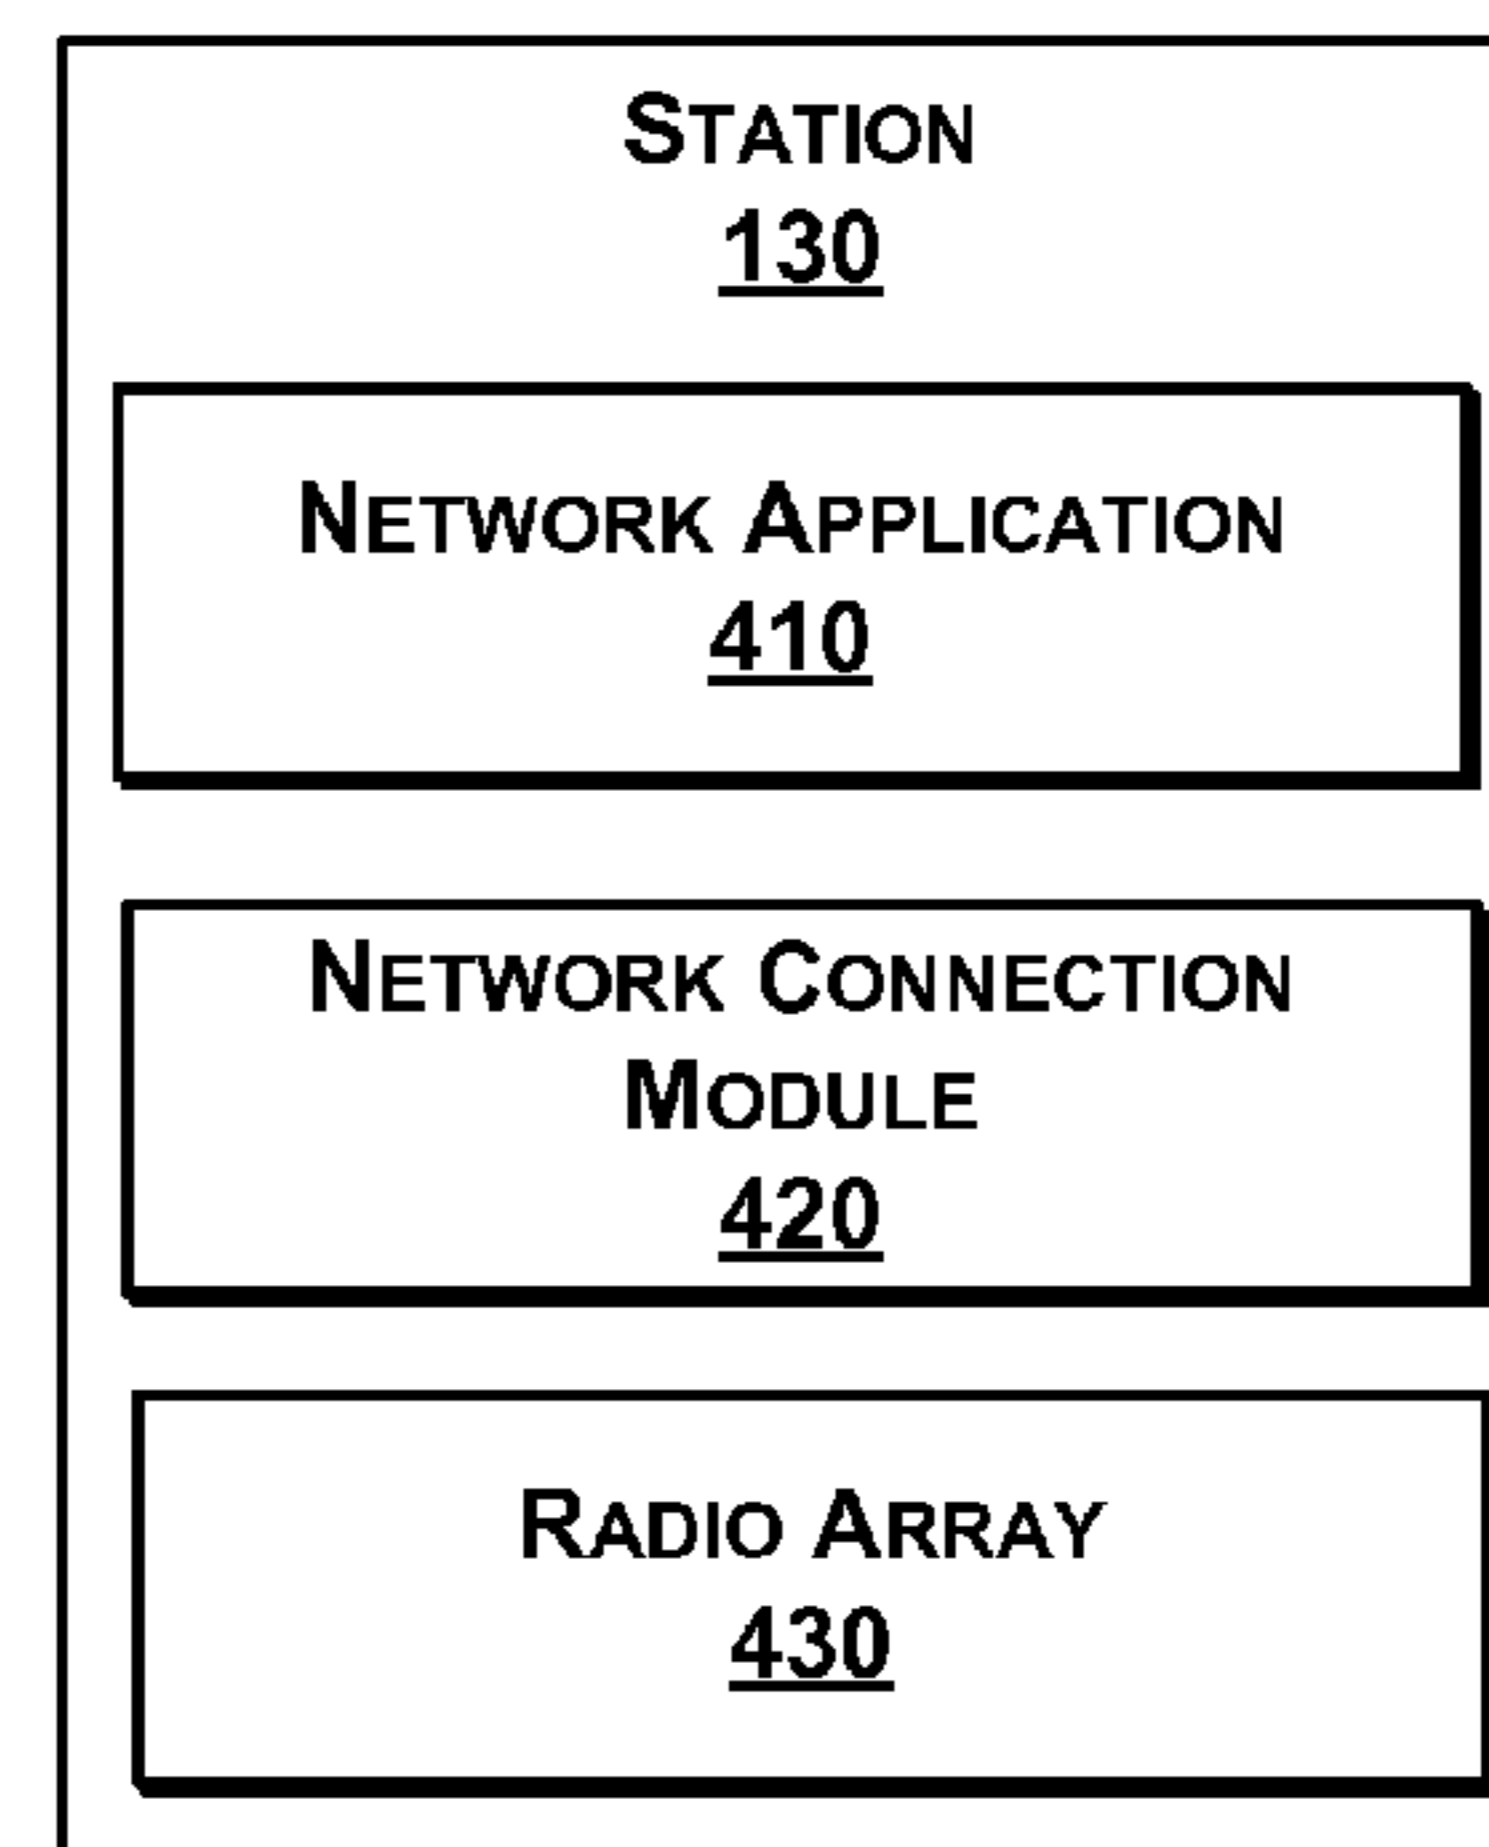 STATION
130
NETWORK APPLICATION
410
NETWORK CONNECTION
MODULE
420
RADIO ARRAY
430